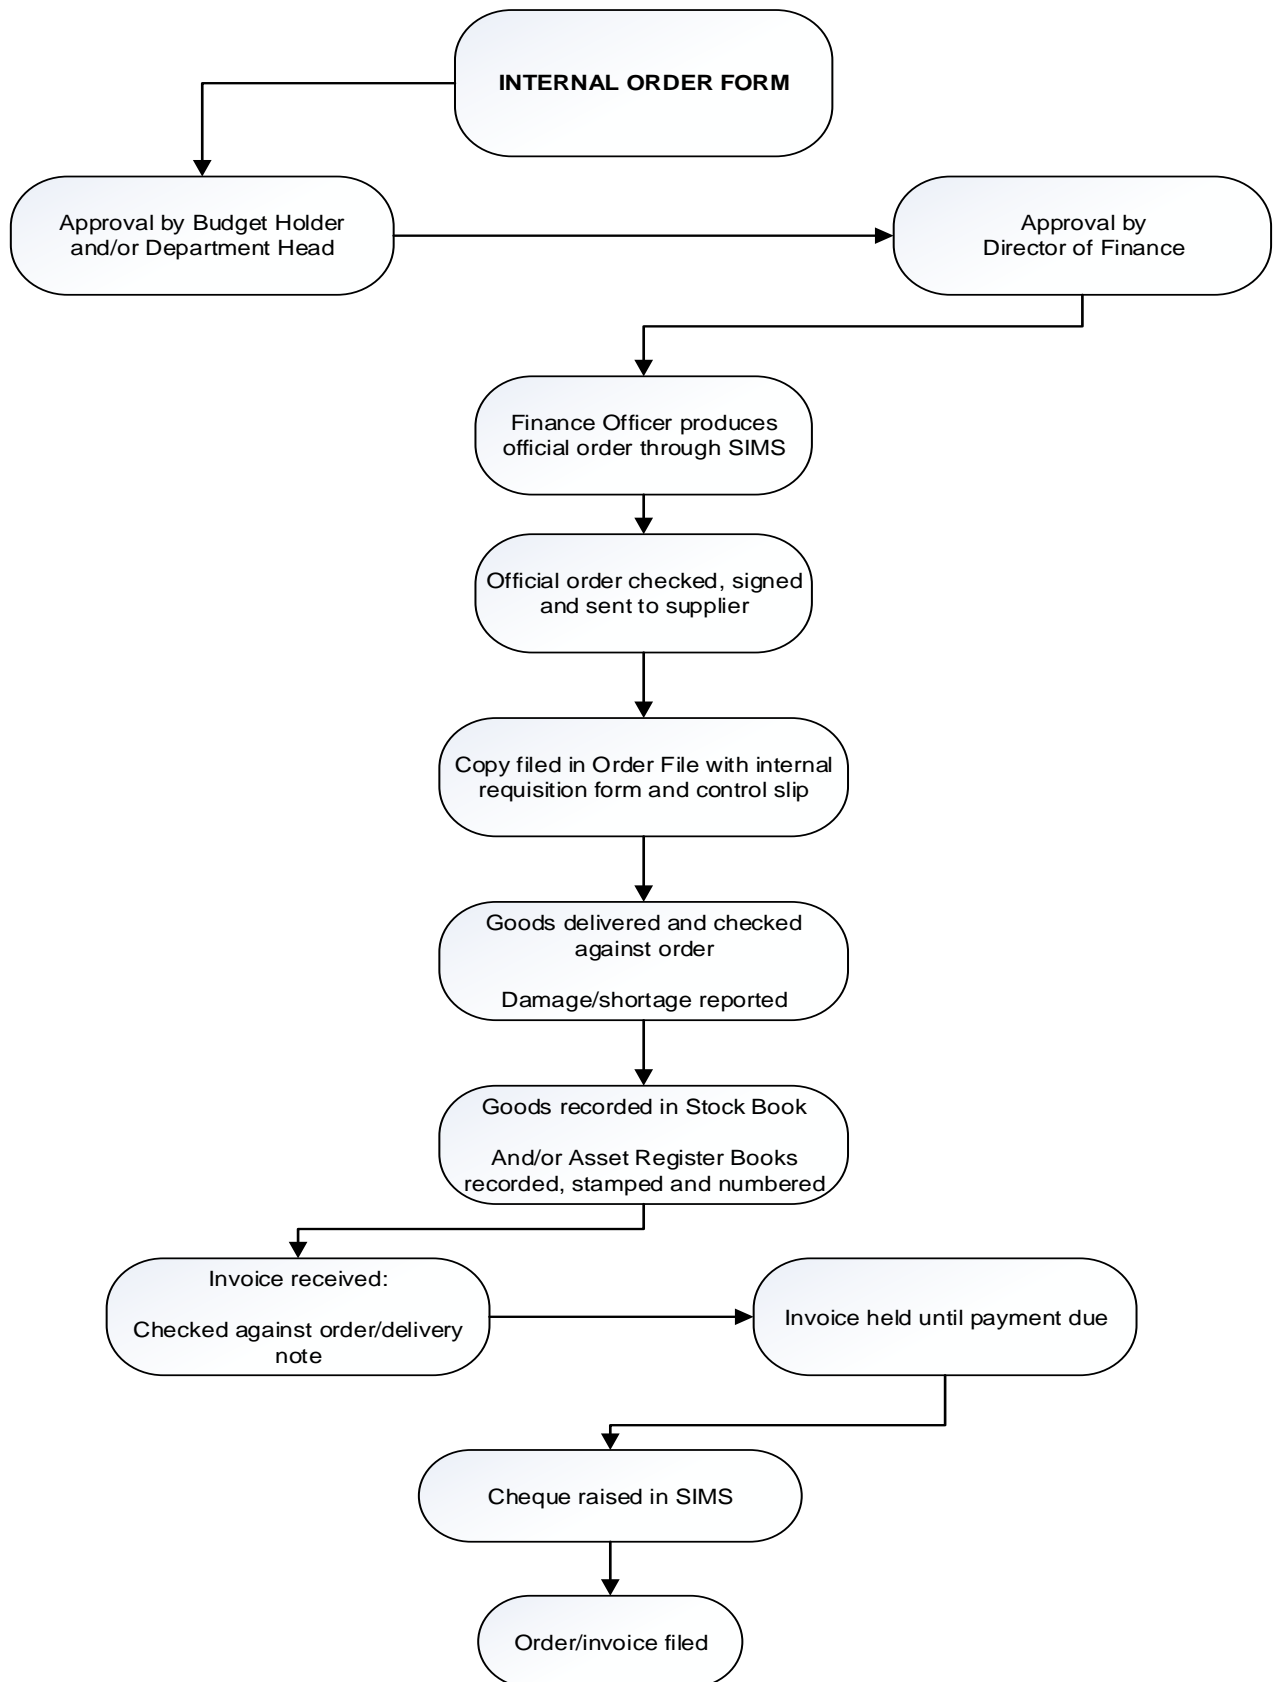 INTERNAL ORDER FORM
Approval by Budget Holder
and/or Department Head
Approval by
Director of Finance
Finance Officer produces
official order through SIMS
Official order checked, signed
and sent to supplier
Copy filed in Order File with internal
requisition form and control slip
Goods delivered and checked
against order
Damage/shortage reported
Goods recorded in Stock Book
And/or Asset Register Books
recorded, stamped and numbered
Invoice received:
Checked against order/delivery
note
Invoice held until payment due
Cheque raised in SIMS
Order/invoice filed